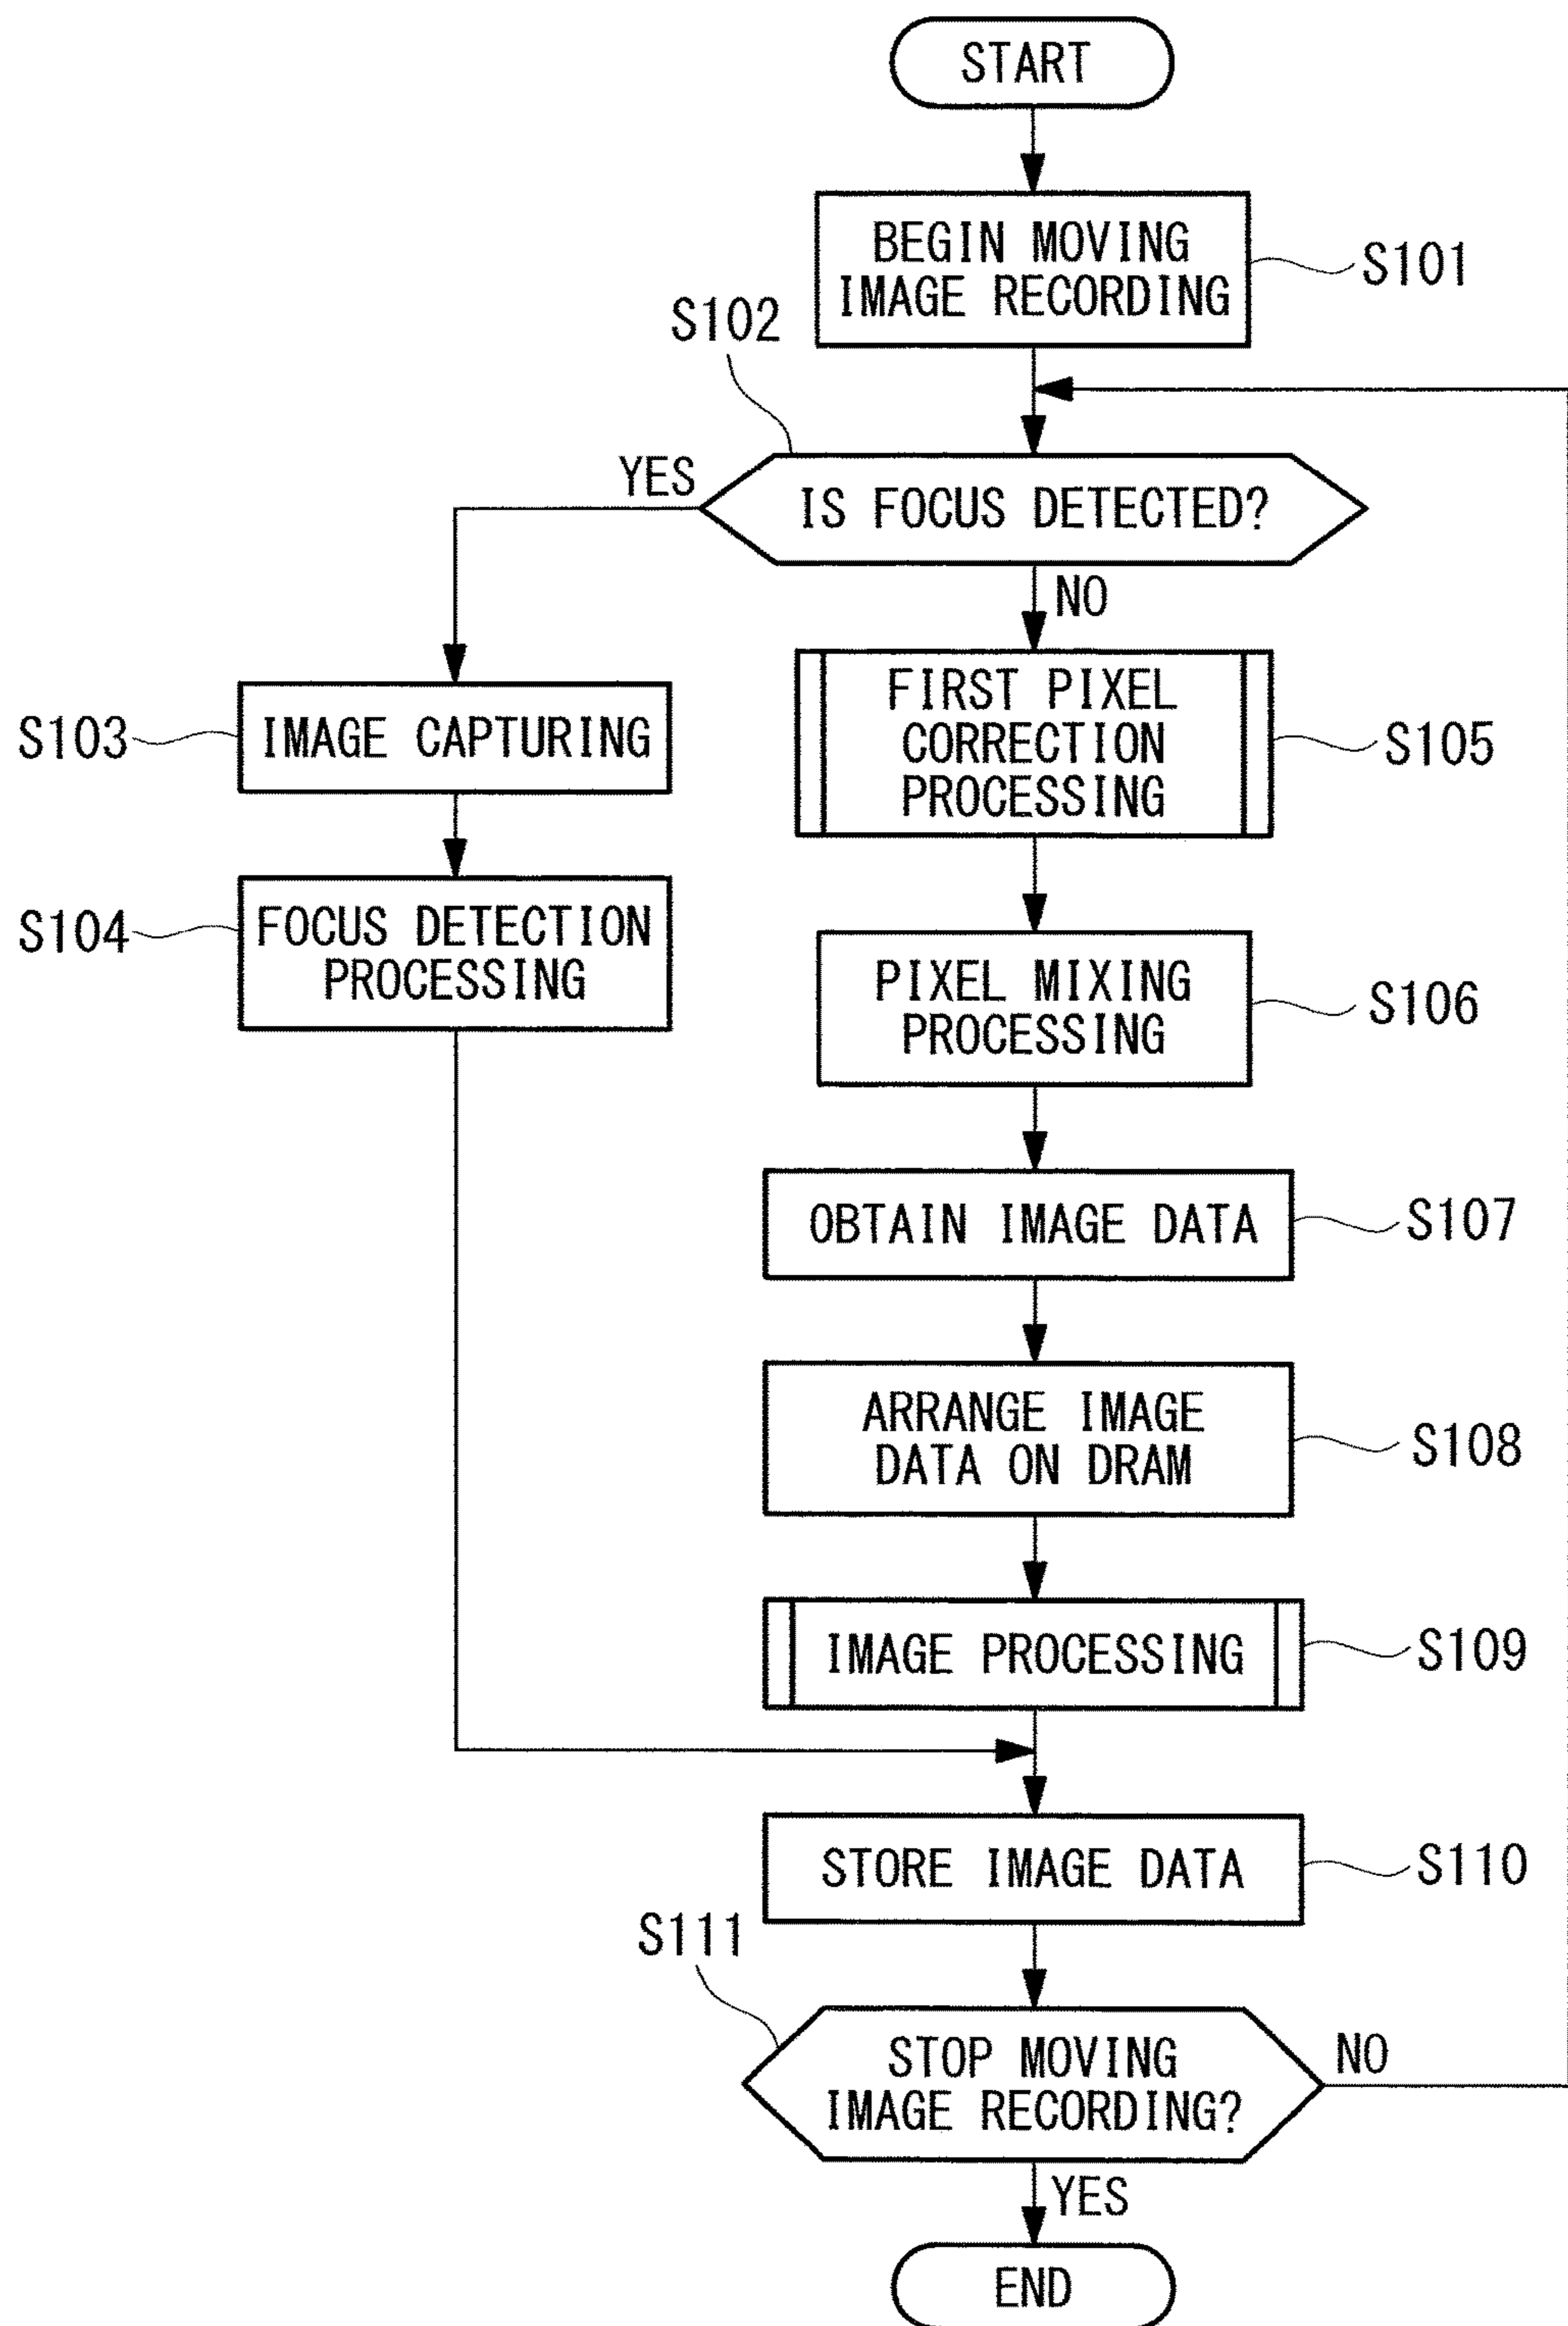 START
BEGIN MOVING
IMAGE RECORDING
S101
S102
YES
IS FOCUS DETECTED?
NO
S103
IMAGE CAPTURING
FIRST PIXEL
CORRECTION
PROCESSING
S105
S104
FOCUS DETECTION
PROCESSING
PIXEL MIXING
PROCESSING
S106
OBTAIN IMAGE DATA
S107
ARRANGE IMAGE
DATA ON DRAM
S108
IMAGE PROCESSING
S109
STORE IMAGE DATA
S110
S111
STOP MOVING
IMAGE RECORDING?
NO
YES
END